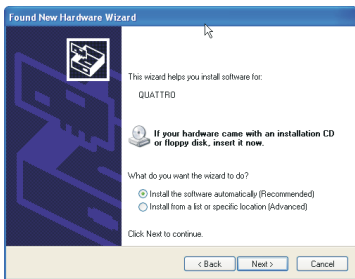 Found New Hardware Wizard
This wizard helps you install software for:
QUATTRO
If your hardware came with an installation CD
or floppy disk, insert it now.
What do you want the wizard to do?
Install the software automatically (Recommended)
Install from a list or specific location (Advanced)
Click Next to continue.
< Back
Next >
Cancel